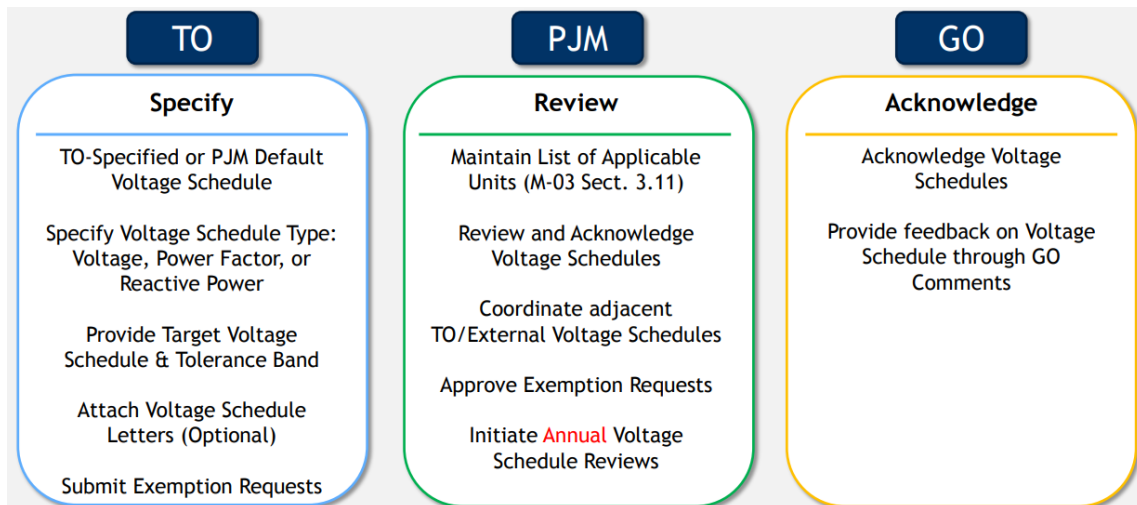 TO
Specify
TO-Specified or PJM Default
Voltage Schedule
Specify Voltage Schedule Type:
Voltage, Power Factor, or
Reactive Power
Provide Target Voltage
Schedule & Tolerance Band
Attach Voltage Schedule
Letters (Optional)
Submit Exemption Requests
PJM
Review
Maintain List of Applicable
Units (M-03 Sect. 3.11)
Review and Acknowledge
Voltage Schedules
Coordinate adjacent
TO/External Voltage Schedules
Approve Exemption Requests
Initiate Annual Voltage
Schedule Reviews
GO
Acknowledge
Acknowledge Voltage
Schedules
Provide feedback on Voltage
Schedule through GO
Comments